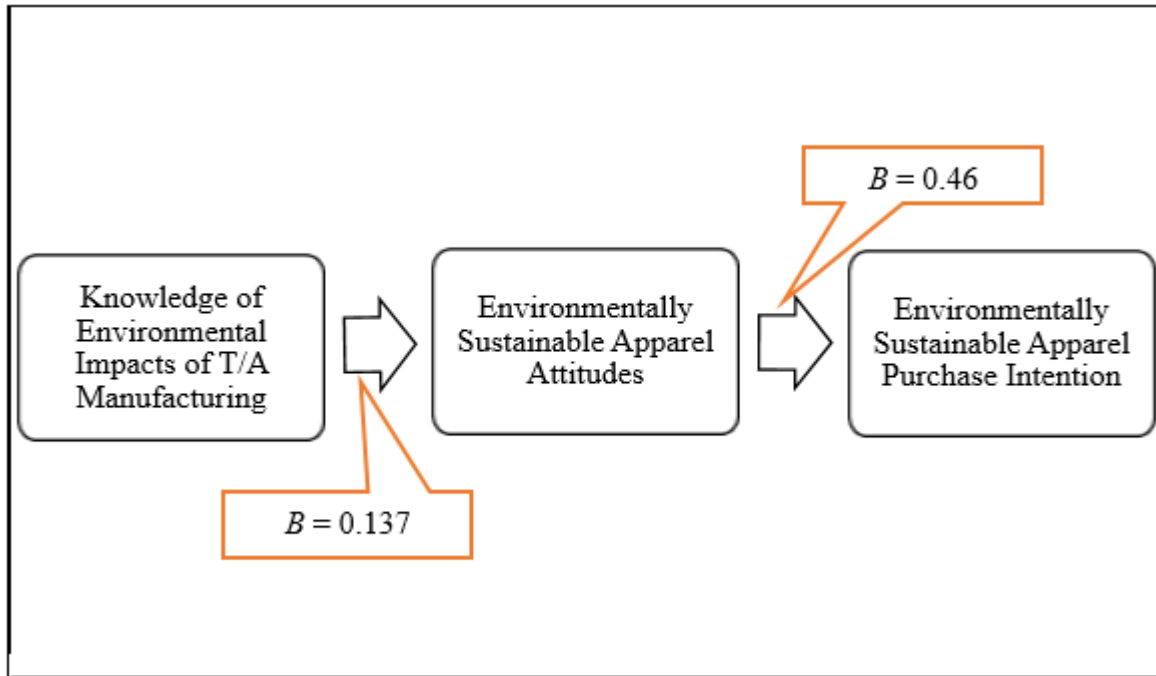 B = 0.46
Knowledge of
Environmental
Impacts of T/A
Manufacturing
Environmentally
Sustainable Apparel
Attitudes
Environmentally
Sustainable Apparel
Purchase Intention
B = 0.137